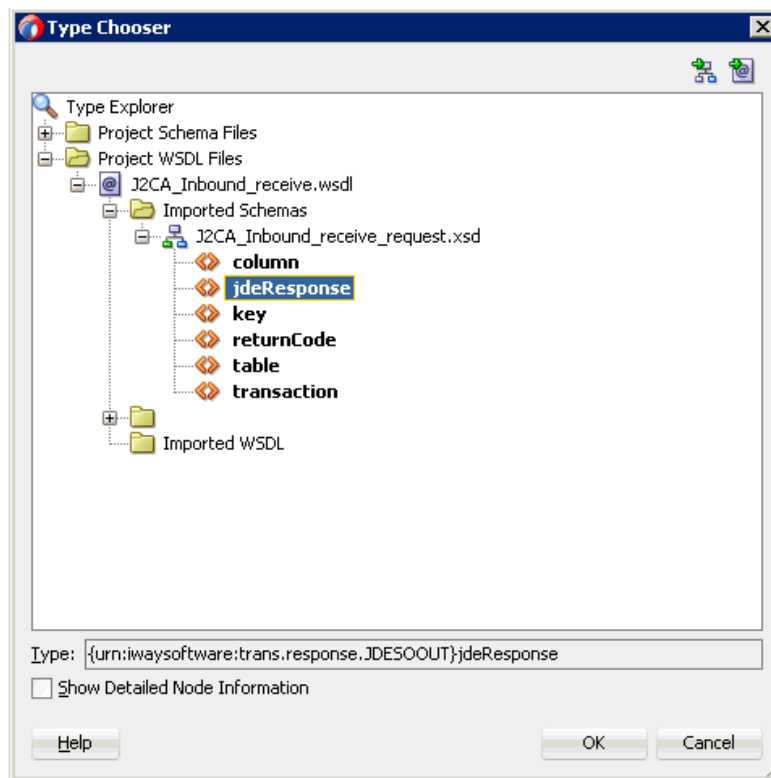 Type Chooser
Type Explorer
Project Schema Files
Project WSDL Files
J2CA_Inbound_receive.wsdl
Imported Schemas
J2CA_Inbound_receive_request.xsd
column
jdeResponse
key
returnCode
table
transaction
Imported WSDL
Type: {urn:iwaysoftware:trans.response.JDESOOUT}jdeResponse
Show Detailed Node Information
Help OK Cancel